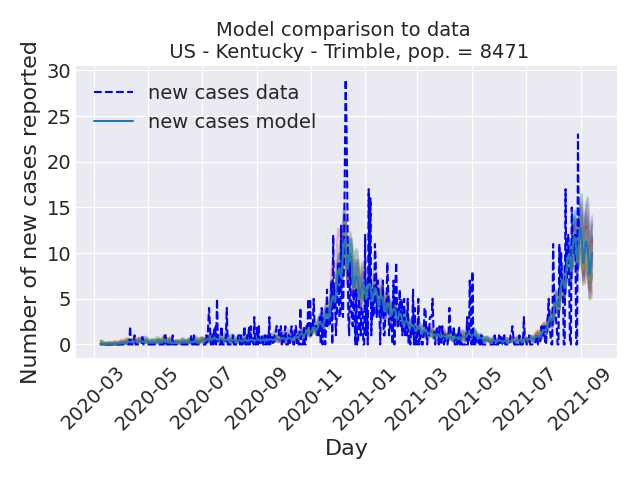 Model comparison to data
US - Kentucky - Trimble, pop. = 8471
Number of new cases reported
30
25
20
15
10
5
0
new cases data
new cases model
2020-03
2020-05
2020-07
2020-09
2020-11
2021-01
2021-03
2021-05
2021-07
2021-09
Day